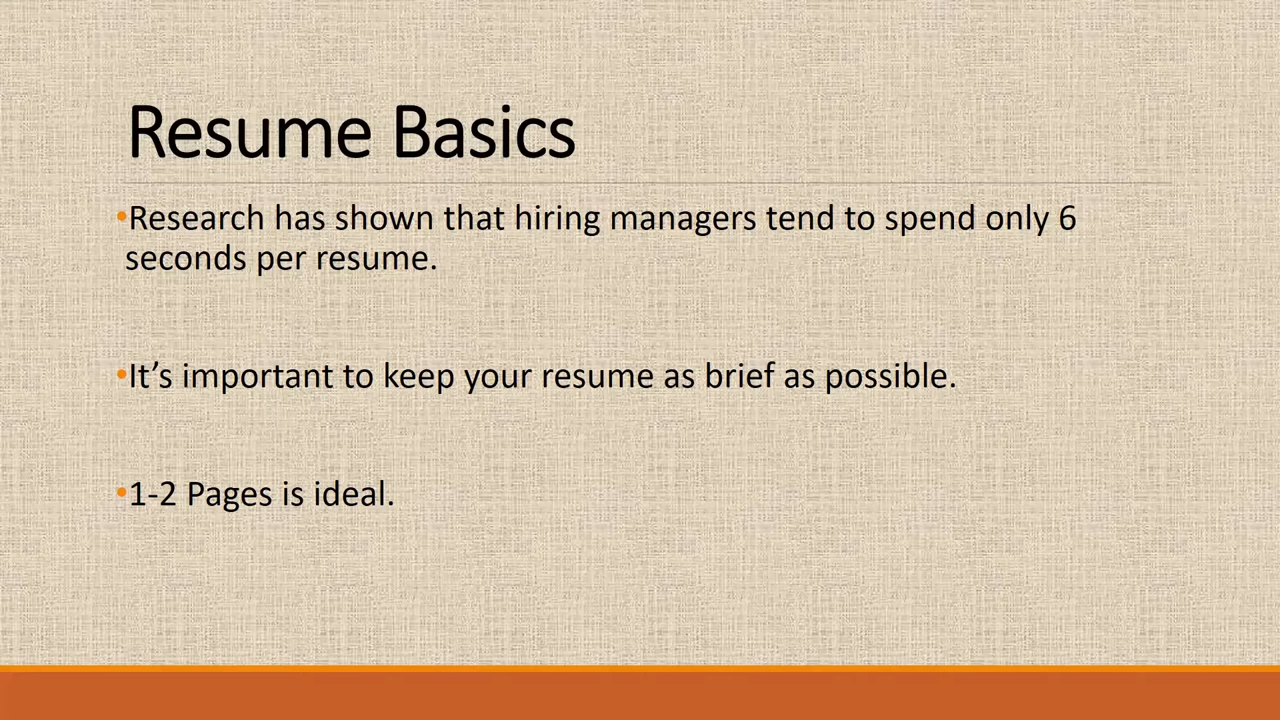 Resume Basics
•Research has shown that hiring managers tend to spend only 6
seconds per resume.
•It’s important to keep your resume as brief as possible.
•1-2 Pages is ideal.